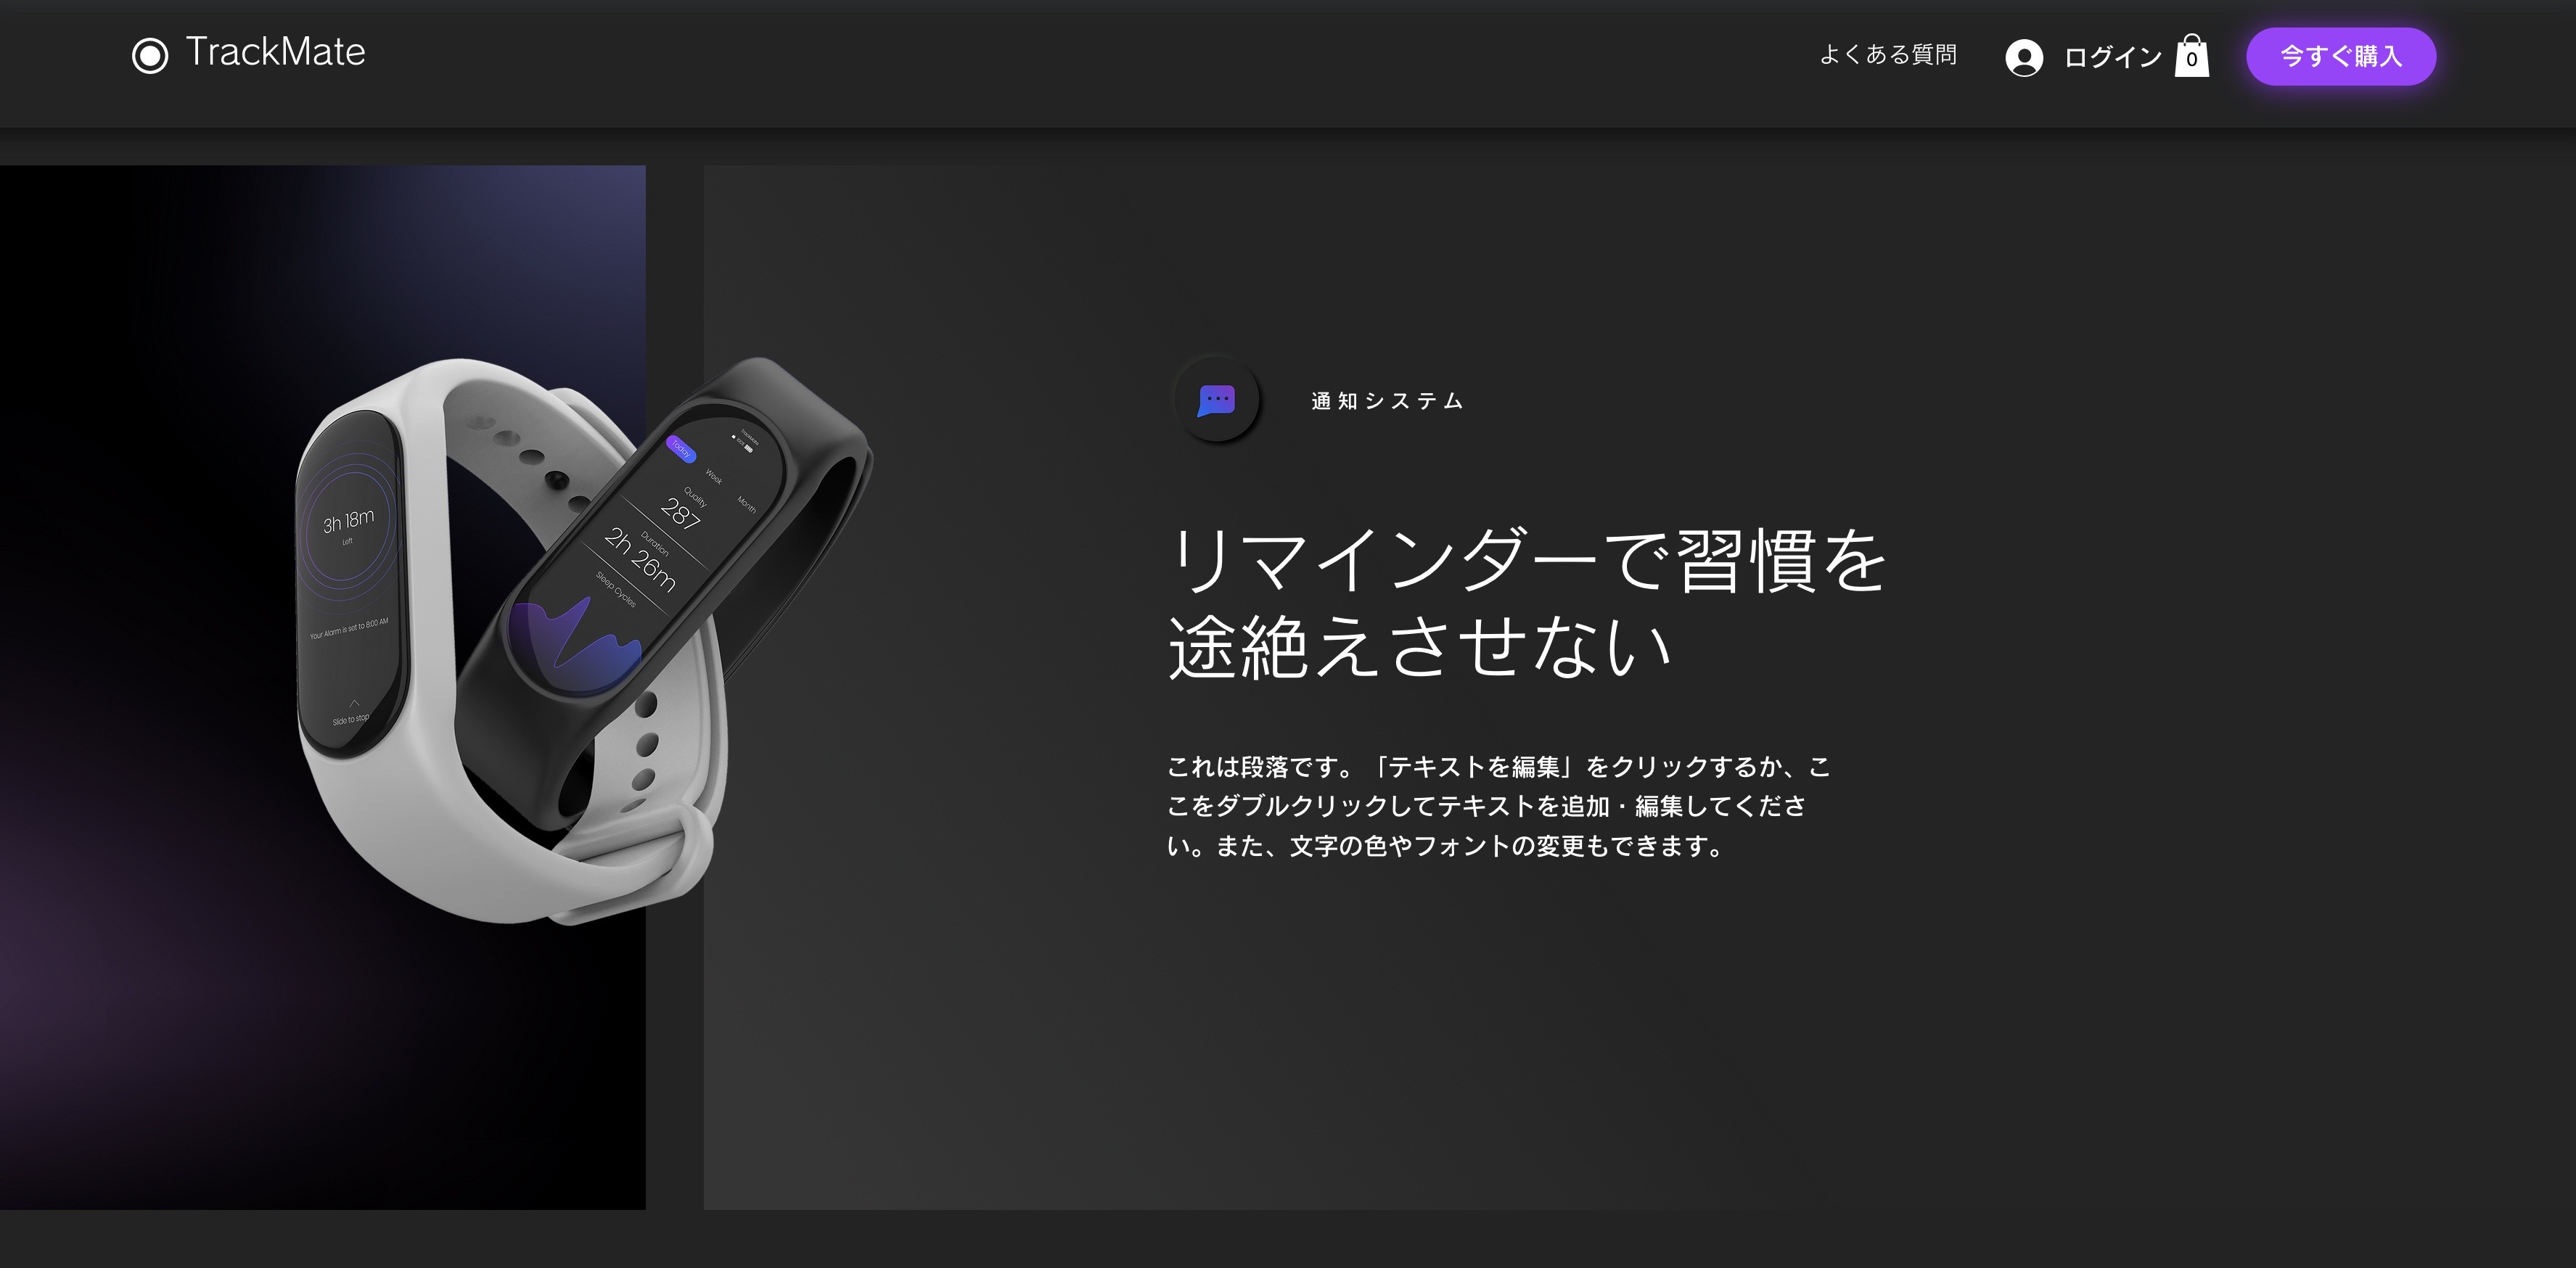 TrackMate
よくある質問
ログイン
0
今すぐ購入
通知システム
リマインダーで習慣を
途絶えさせない
これは段落です。「テキストを編集」をクリックするか、こ
こをダブルクリックしてテキストを追加・編集してくださ
い。また、文字の色やフォントの変更もできます。
3h 18m
Left
Your Alarm is set to 8:00 AM
Slide to stop
Today
Week
Month
Quality
287
Duration
2h 26m
Sleep Cycles